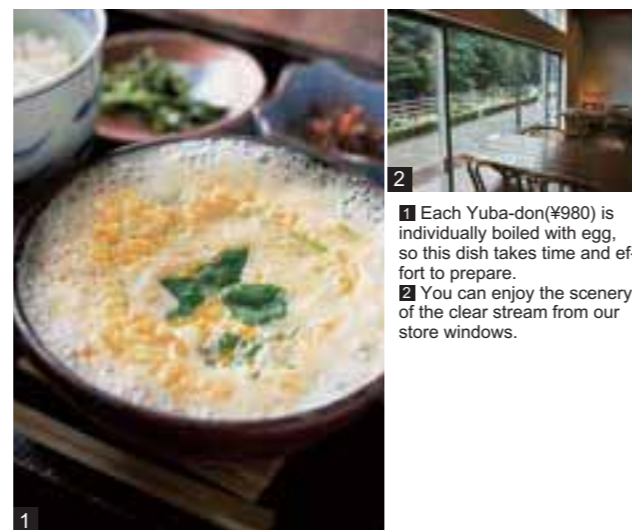 2
1 Each Yuba-don(¥980) is
individually boiled with egg,
so this dish takes time and ef-
fort to prepare.
2 You can enjoy the scenery
of the clear stream from our
store windows.
1